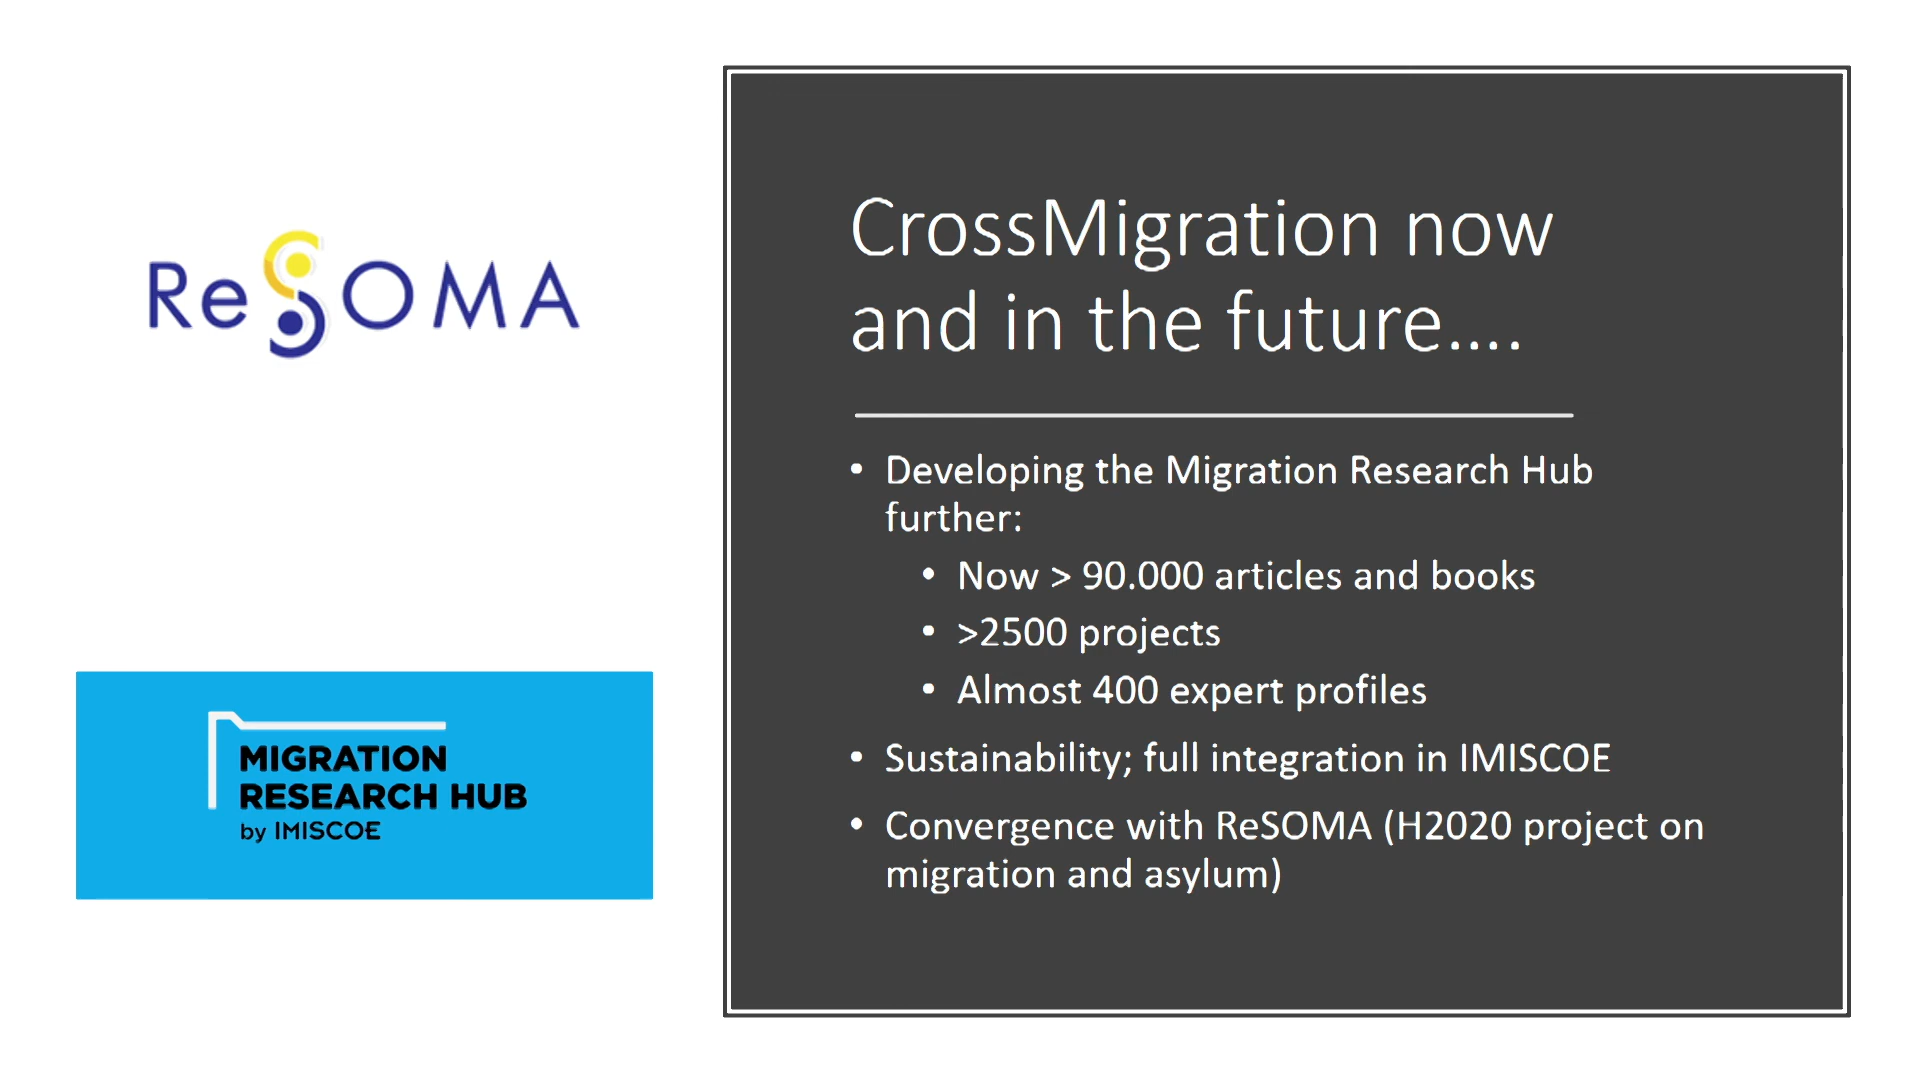 ReSOMA
MIGRATION
RESEARCH HUB
by IMISCOE
CrossMigration now
and in the future....
• Developing the Migration Research Hub
further:
• Now > 90.000 articles and books
• >2500 projects
• Almost 400 expert profiles
• Sustainability; full integration in IMISCOE
• Convergence with ReSOMA (H2020 project on
migration and asylum)